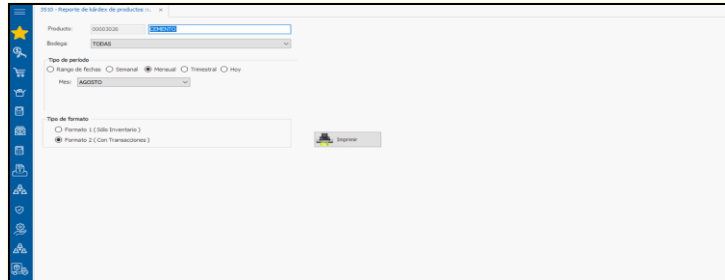 3510 - Reporte de kárdex de productos
Producto: 00003026 CEMENTO
Bodega: TODAS
Tipo de período
Rango de fechas Semanal Mensual Trimestral Hoy
Mes: AGOSTO
Tipo de formato
Formato 1 ( Sólo Inventario )
Formato 2 ( Con Transacciones )
Imprimir